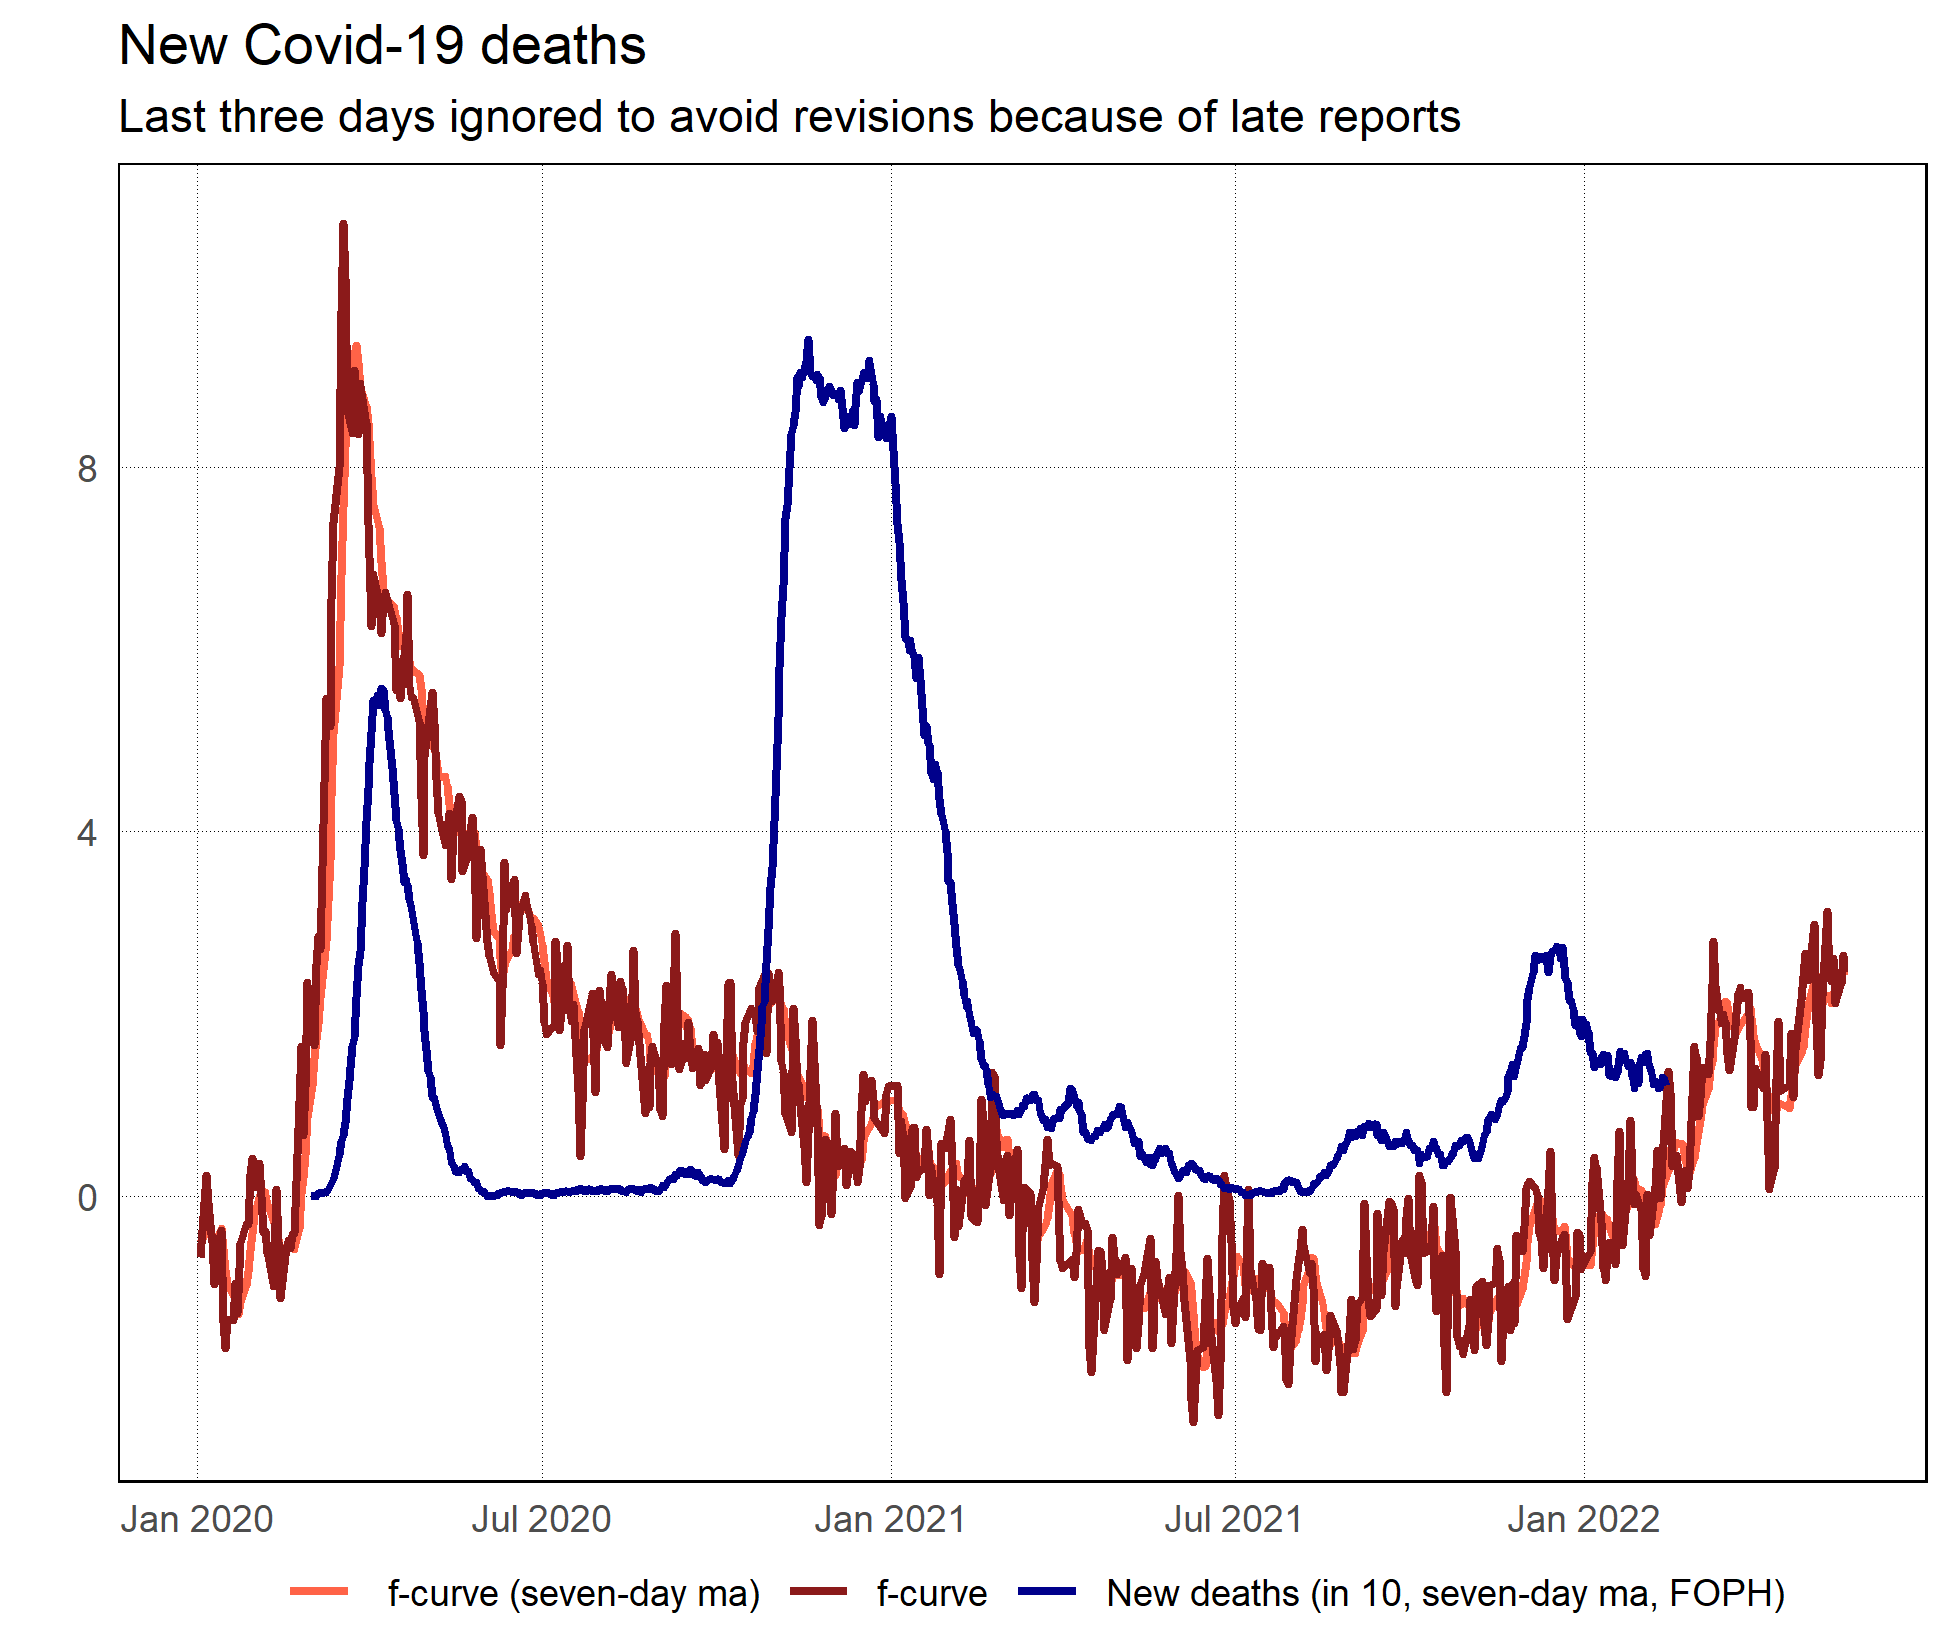 New Covid-19 deaths
Last three days ignored to avoid revisions because of late reports
8
4
0
Jan 2020 Jul 2020 Jan 2021 Jul 2021 Jan 2022
f-curve (seven-day ma) f-curve New deaths (in 10, seven-day ma, FOPH)